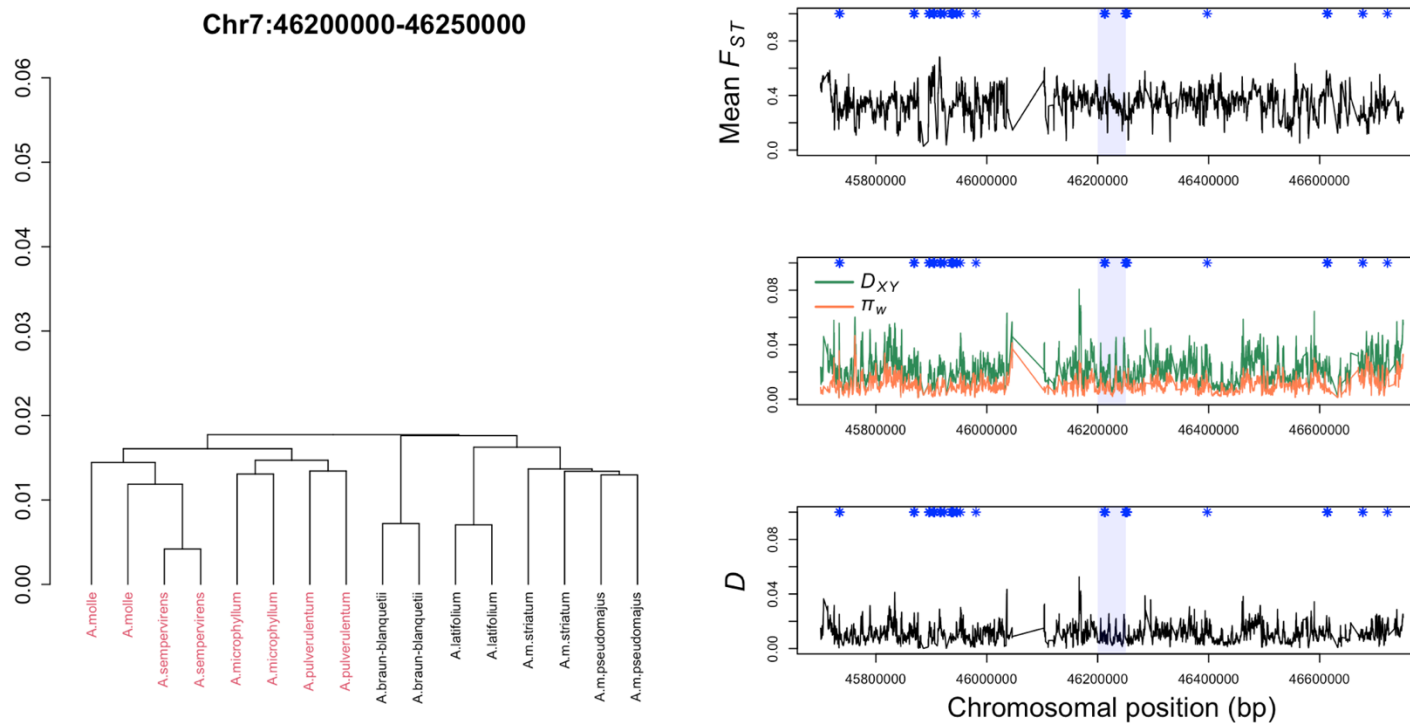 Chr7:46200000-46250000
0.06
0.05
0.04
0.03
0.02
0.01
0.00
A.molle
A.molle
A.sempervirens
A.sempervirens
A.microphyllum
A.microphyllum
A.pulverulentum
A.pulverulentum
A.braun-blanquetii
A.braun-blanquetii
A.latifolium
A.latifolium
A.m.striatum
A.m.striatum
A.m.pseudomajus
A.m.pseudomajus
Mean F_ST
0.8
0.4
0.0
45800000 46000000 46200000 46400000 46600000
D_XY
π_w
0.08
0.04
0.00
45800000 46000000 46200000 46400000 46600000
D
0.08
0.04
0.00
45800000 46000000 46200000 46400000 46600000
Chromosomal position (bp)